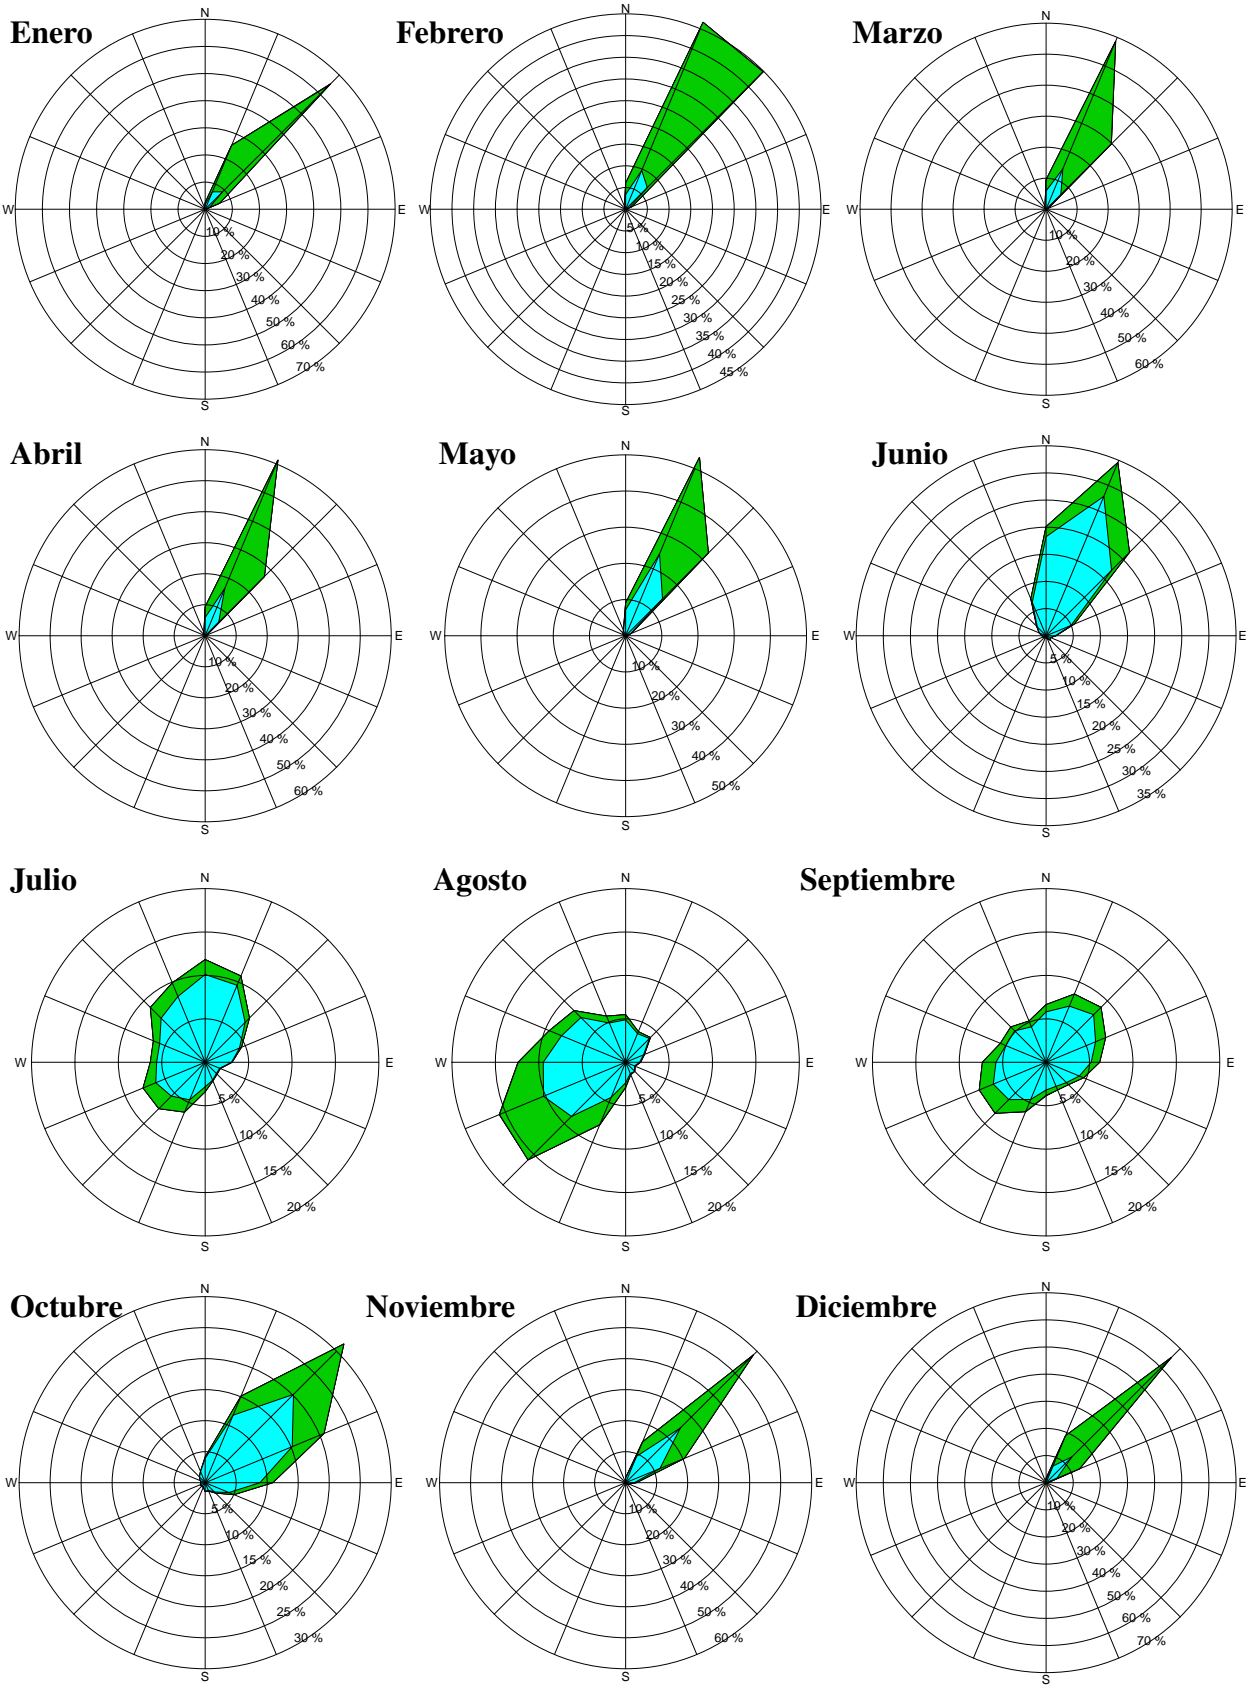 Enero
N
W
E
S
10 %
20 %
30 %
40 %
50 %
60 %
70 %
Febrero
N
W
E
S
5 %
10 %
15 %
20 %
25 %
30 %
35 %
40 %
45 %
Marzo
N
W
E
S
10 %
20 %
30 %
40 %
50 %
60 %
Abril
N
W
E
S
10 %
20 %
30 %
40 %
50 %
60 %
Mayo
N
W
E
S
10 %
20 %
30 %
40 %
50 %
Junio
N
W
E
S
5 %
10 %
15 %
20 %
25 %
30 %
35 %
Julio
N
W
E
S
5 %
10 %
15 %
20 %
Agosto
N
W
E
S
5 %
10 %
15 %
20 %
Septiembre
N
W
E
S
5 %
10 %
15 %
20 %
Octubre
N
W
E
S
5 %
10 %
15 %
20 %
25 %
30 %
Noviembre
N
W
E
S
10 %
20 %
30 %
40 %
50 %
60 %
Diciembre
N
W
E
S
10 %
20 %
30 %
40 %
50 %
60 %
70 %